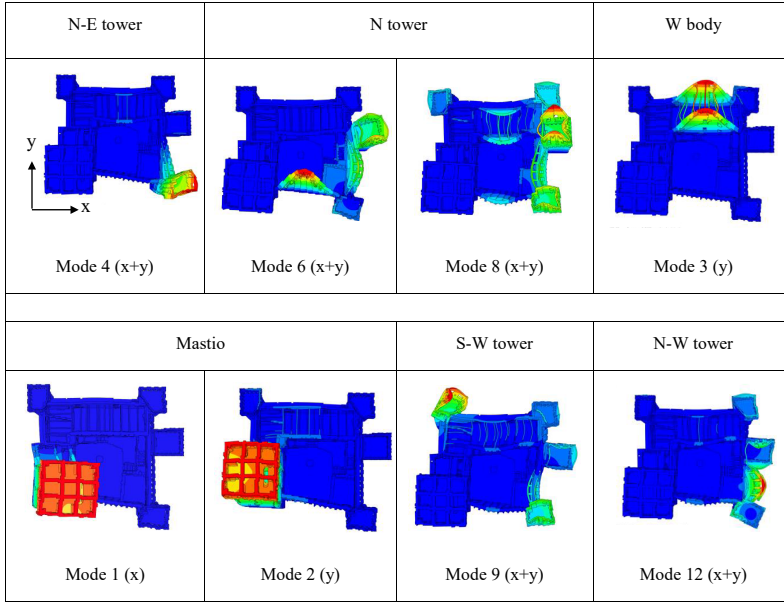 N-E tower
N tower
W body
y
x
Mode 4 (x+y)
Mode 6 (x+y)
Mode 8 (x+y)
Mode 3 (y)
Mastio
S-W tower
N-W tower
Mode 1 (x)
Mode 2 (y)
Mode 9 (x+y)
Mode 12 (x+y)